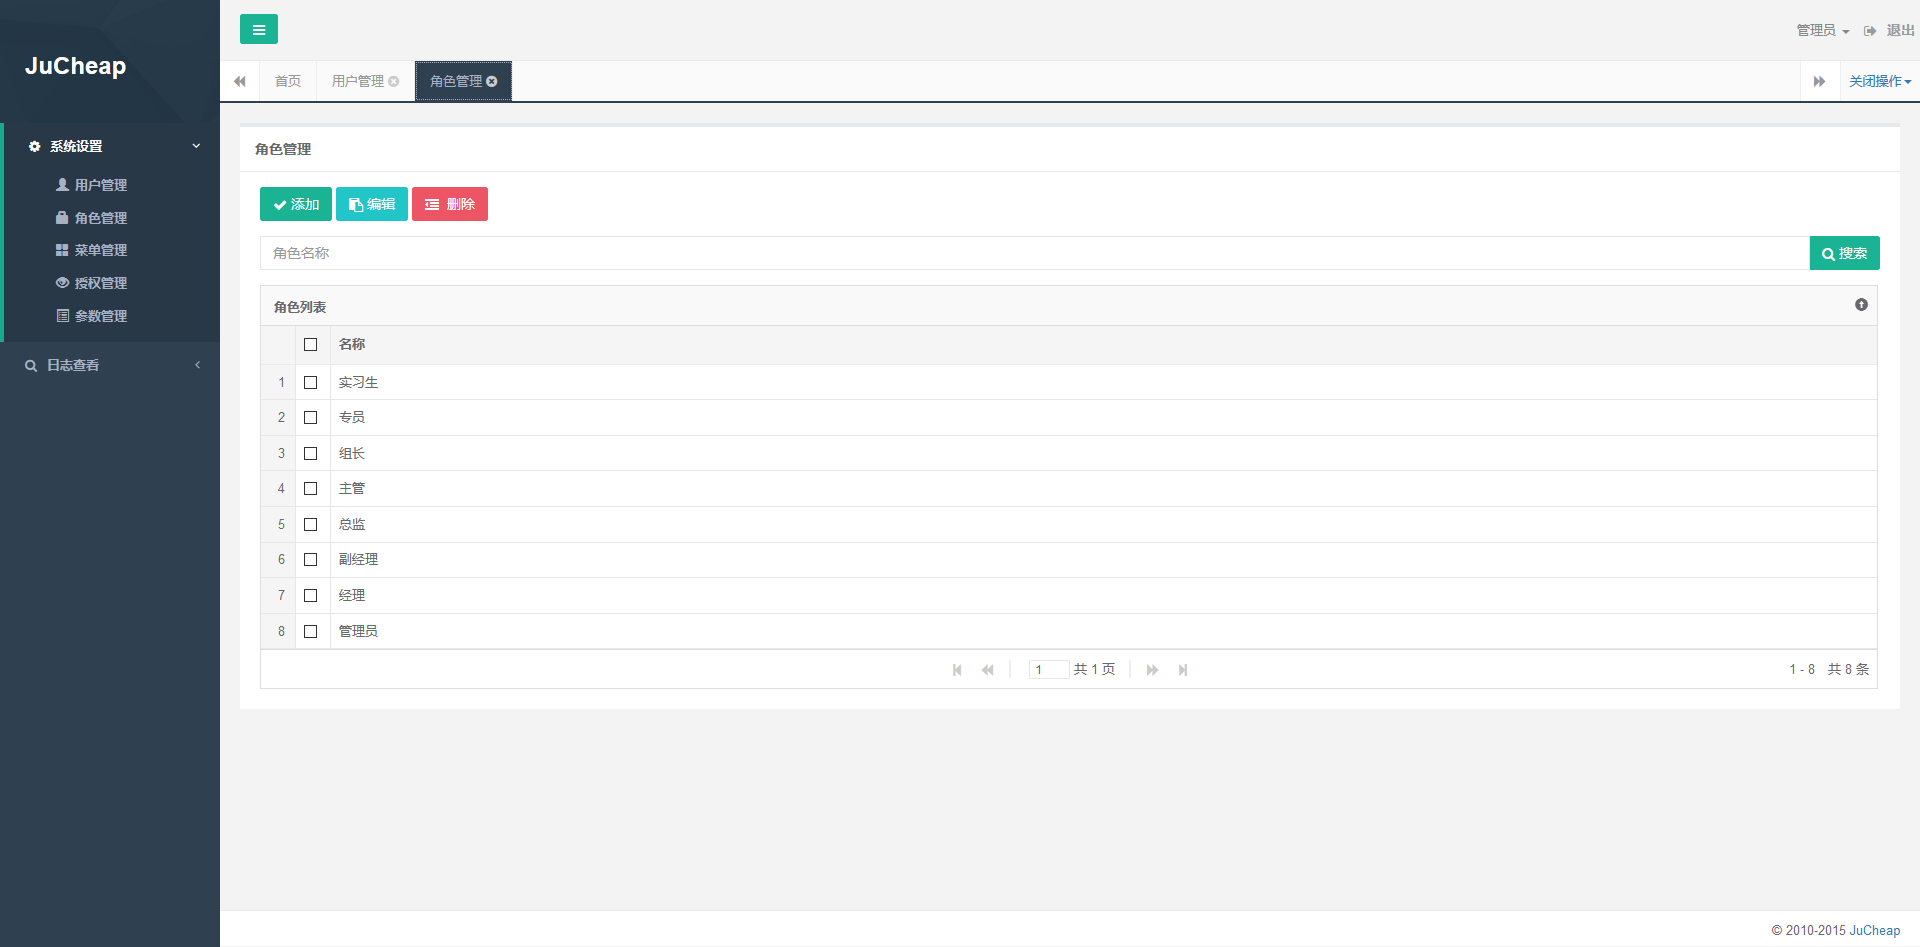 JuCheap
管理员 退出
首页 用户管理 角色管理 关闭操作
系统设置
用户管理
角色管理
菜单管理
授权管理
参数管理
日志查看
角色管理
添加 编辑 删除
角色名称 搜索
角色列表
名称
1 实习生
2 专员
3 组长
4 主管
5 总监
6 副经理
7 经理
8 管理员
1 共 1 页 1 - 8 共 8 条
© 2010-2015 JuCheap